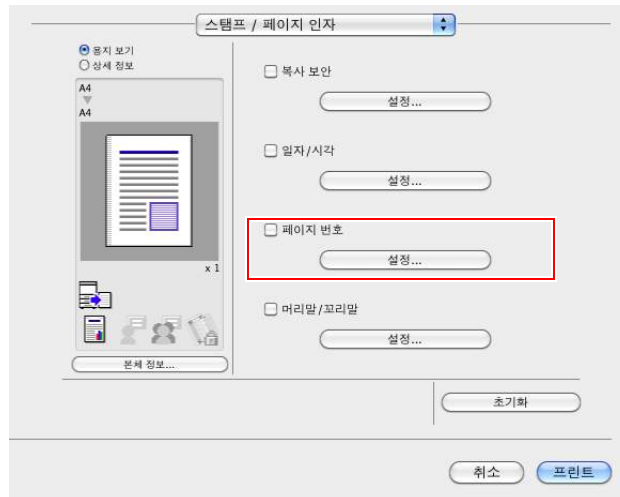 스탬프 / 페이지 인자
용지 보기
상세 정보
A4
A4
x 1
본체 정보...
복사 보안
설정...
일자/시각
설정...
페이지 번호
설정...
머리말/꼬리말
설정...
초기화
취소
프린트